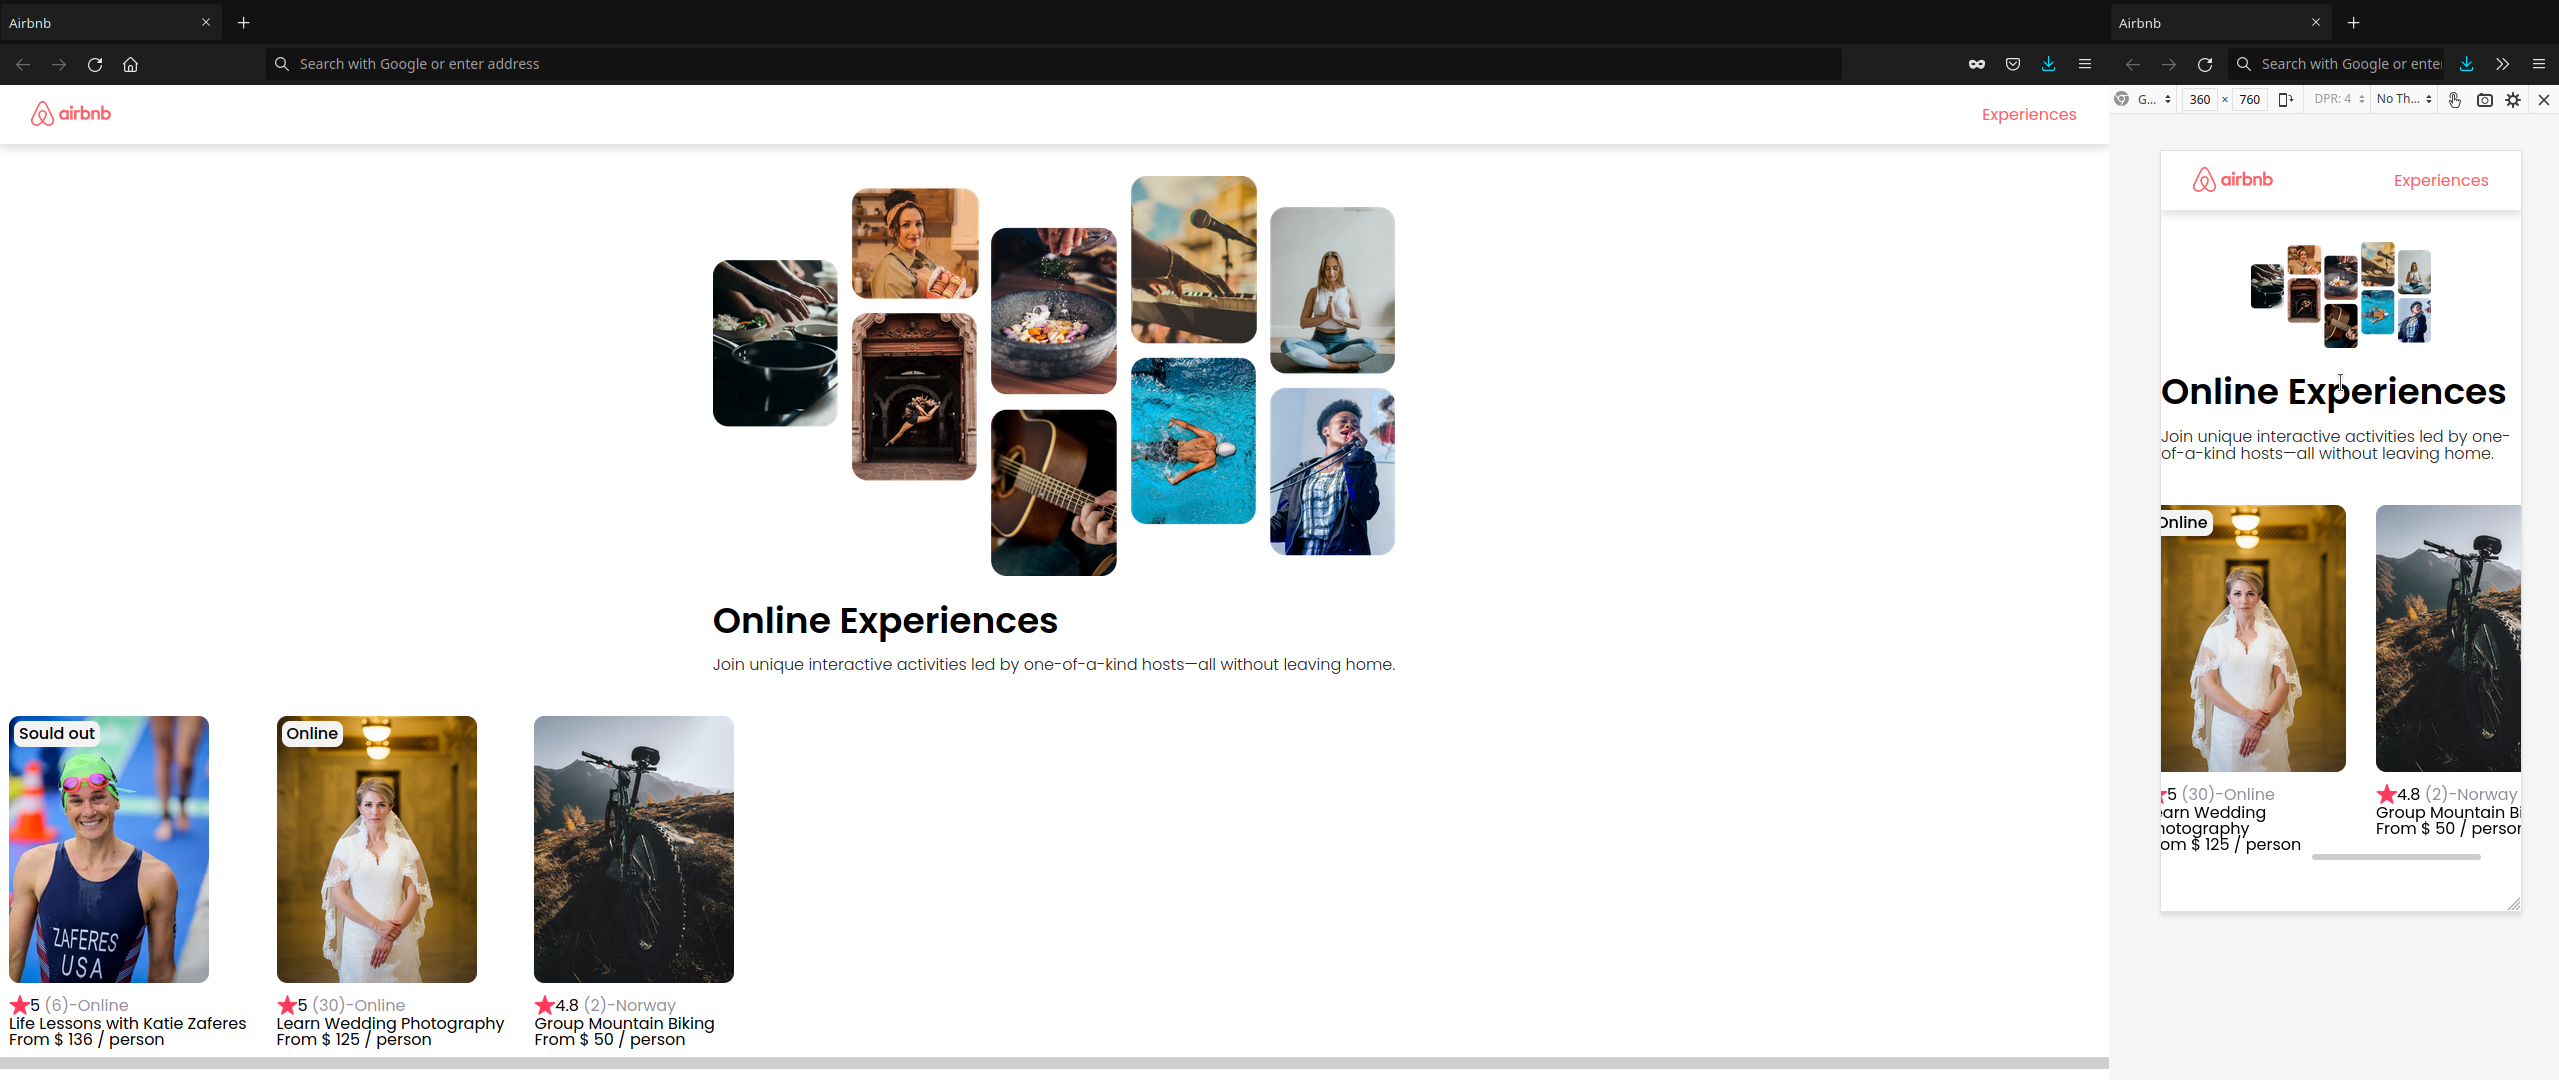 Airbnb
Search with Google or enter address
airbnb
Experiences
Online Experiences
Join unique interactive activities led by one-of-a-kind hosts—all without leaving home.
Sould out
ZAFERES
USA
5 (6)-Online
Life Lessons with Katie Zaferes
From $ 136 / person
Online
5 (30)-Online
Learn Wedding Photography
From $ 125 / person
4.8 (2)-Norway
Group Mountain Biking
From $ 50 / person
Airbnb
Search with Google or enter
G... 360 × 760 DPR: 4 No Th...
airbnb
Experiences
Online Experiences
Join unique interactive activities led by one-
of-a-kind hosts—all without leaving home.
Online
5 (30)-Online
earn Wedding
hotography
om $ 125 / person
4.8 (2)-Norway
Group Mountain Bi
From $ 50 / person